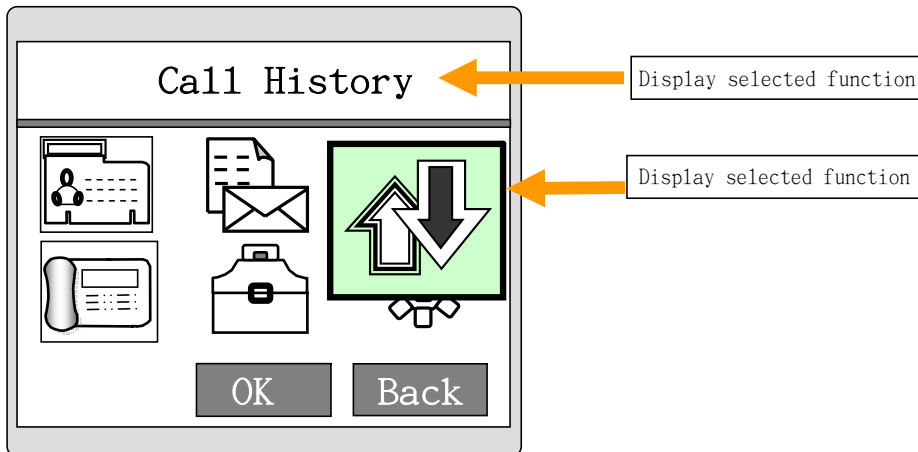 Call History
Display selected function
Display selected function
OK
Back